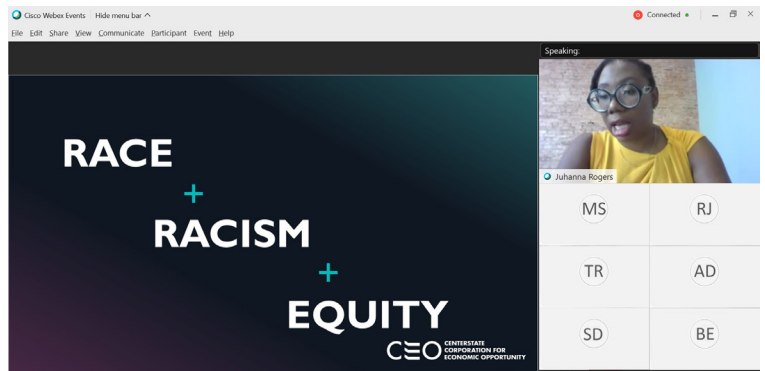 Cisco Webex Events Hide menu bar
Connected
File Edit Share View Communicate Participant Event Help
Speaking:
RACE
+
RACISM
+
EQUITY
CEO CENTERSTATE
CORPORATION FOR
ECONOMIC OPPORTUNITY
Juhanna Rogers
MS RJ
TR AD
SD BE